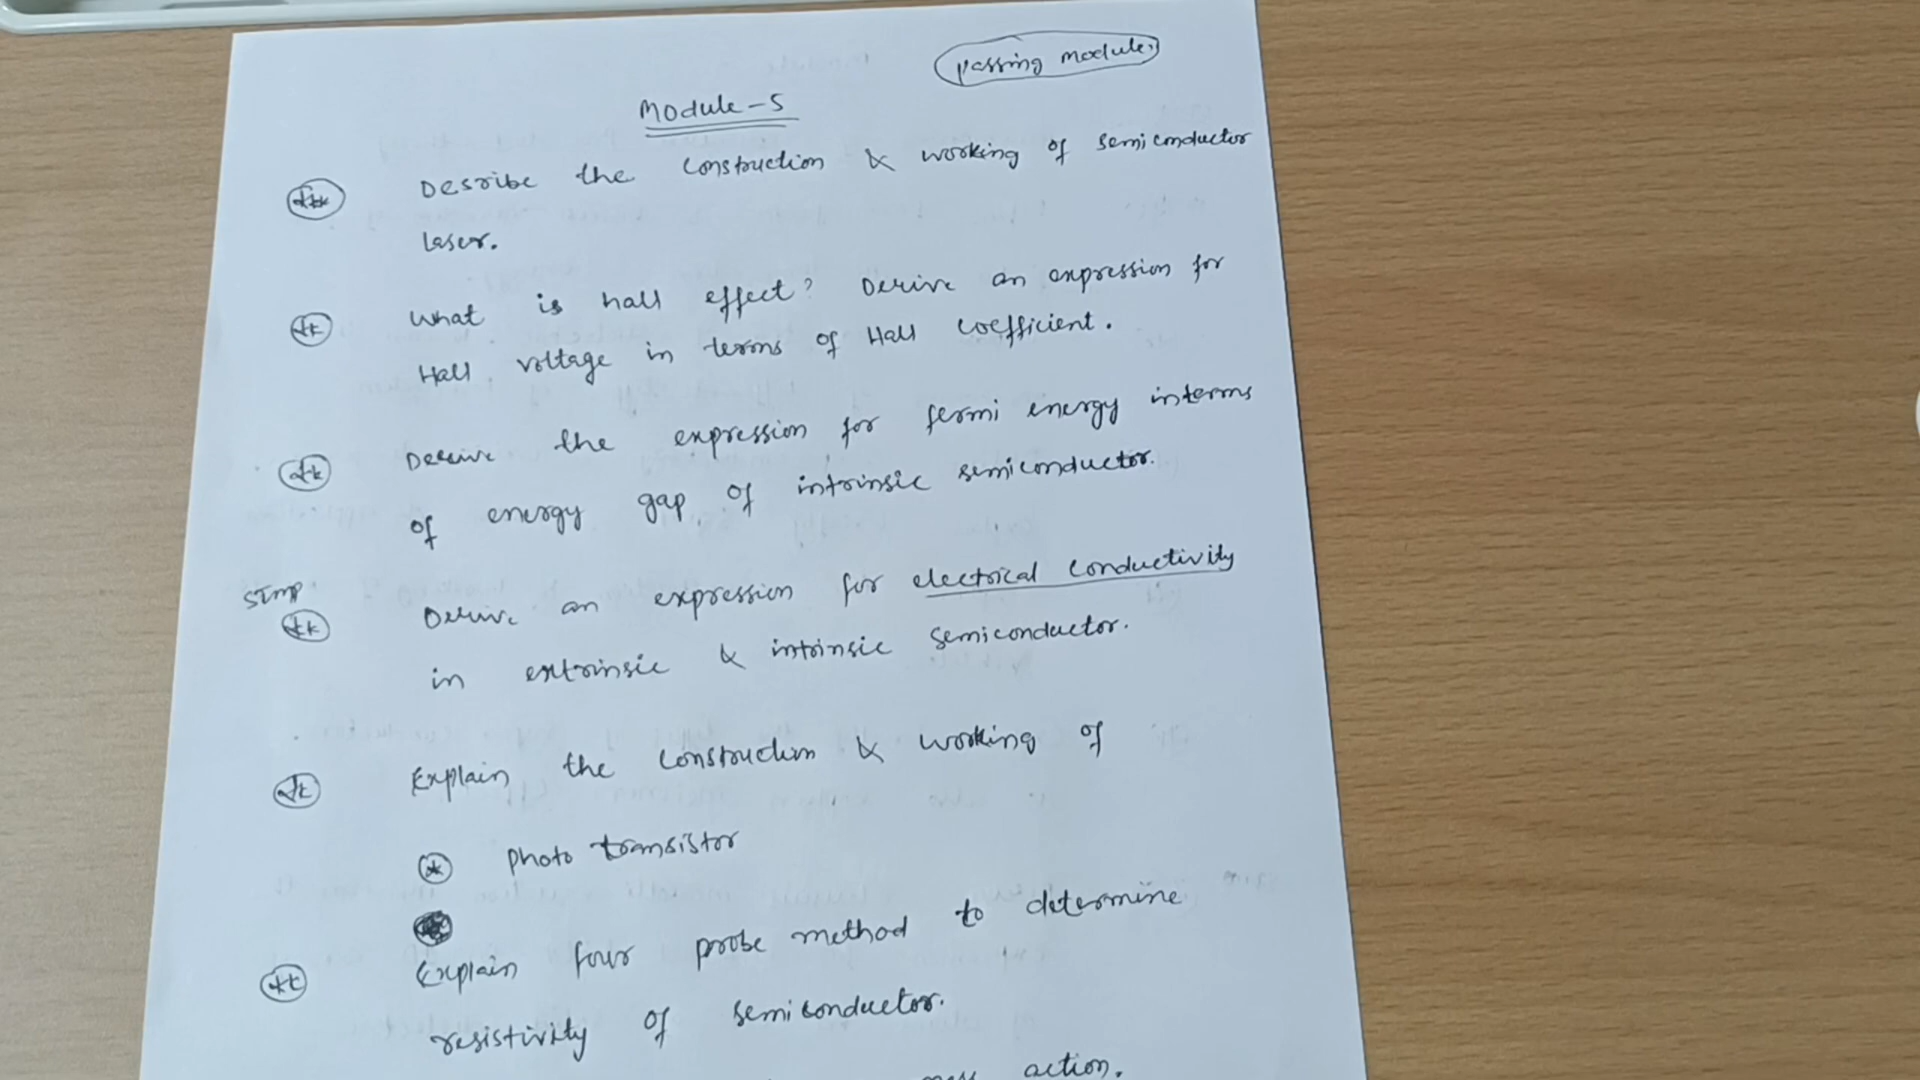 Passing module.
Module-5
Desribe the construction & working of semiconductor
laser.
What is hall effect? Derive an expression for
Hall voltage in terms of Hall coefficient.
Derive the expression for fermi energy interms
of energy gap of intrinsic semiconductor.
SImp
Derive an expression for electrical conductivity
in extrinsic & intrinsic semiconductor.
Explain the construction & working of
Photo transistor
Explain four probe method to determine
resistivity of semiconductor.
action.